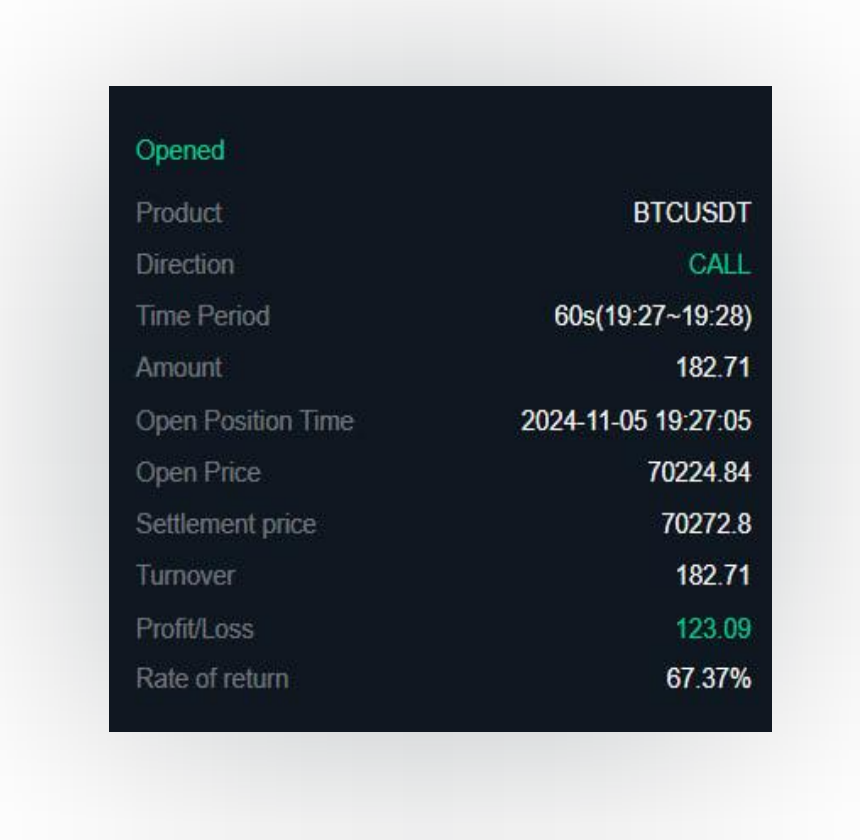 Opened
Product BTCUSDT
Direction CALL
Time Period 60s(19:27~19:28)
Amount 182.71
Open Position Time 2024-11-05 19:27:05
Open Price 70224.84
Settlement price 70272.8
Turnover 182.71
Profit/Loss 123.09
Rate of return 67.37%